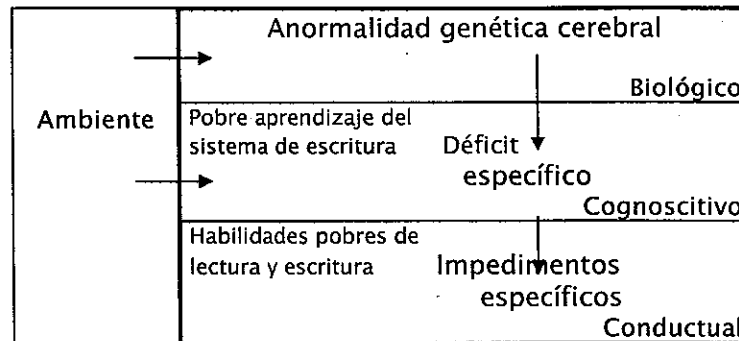 Anormalidad genética cerebral
Biológico
Ambiente
Pobre aprendizaje del
sistema de escritura
Déficit
específico
Cognoscitivo
Habilidades pobres de
lectura y escritura
Impedimentos
específicos
Conductual